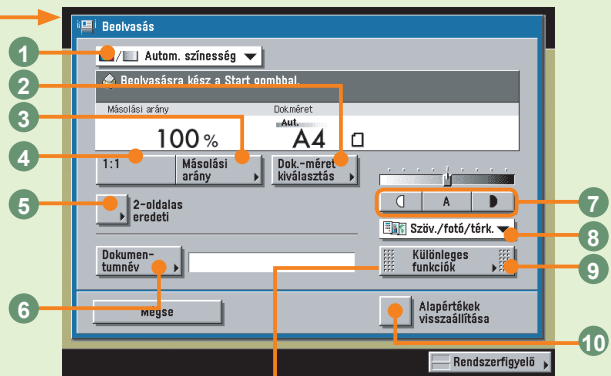 Beolvasás
1
Autom. színesség
2
Beolvasásra kész a Start gombbal.
Másolási arány
Dok.méret
3
Aut.
100 %
A4
4
1:1
Másolási
arány
Dok.-méret
kiválasztás
5
2-oldalas
eredeti
A
7
Szöv./fotó/térk.
8
Dokumen-
tumnév
Különleges
funkciók
9
6
Mégse
Alapértékek
visszaállítása
10
Rendszerfigyelő